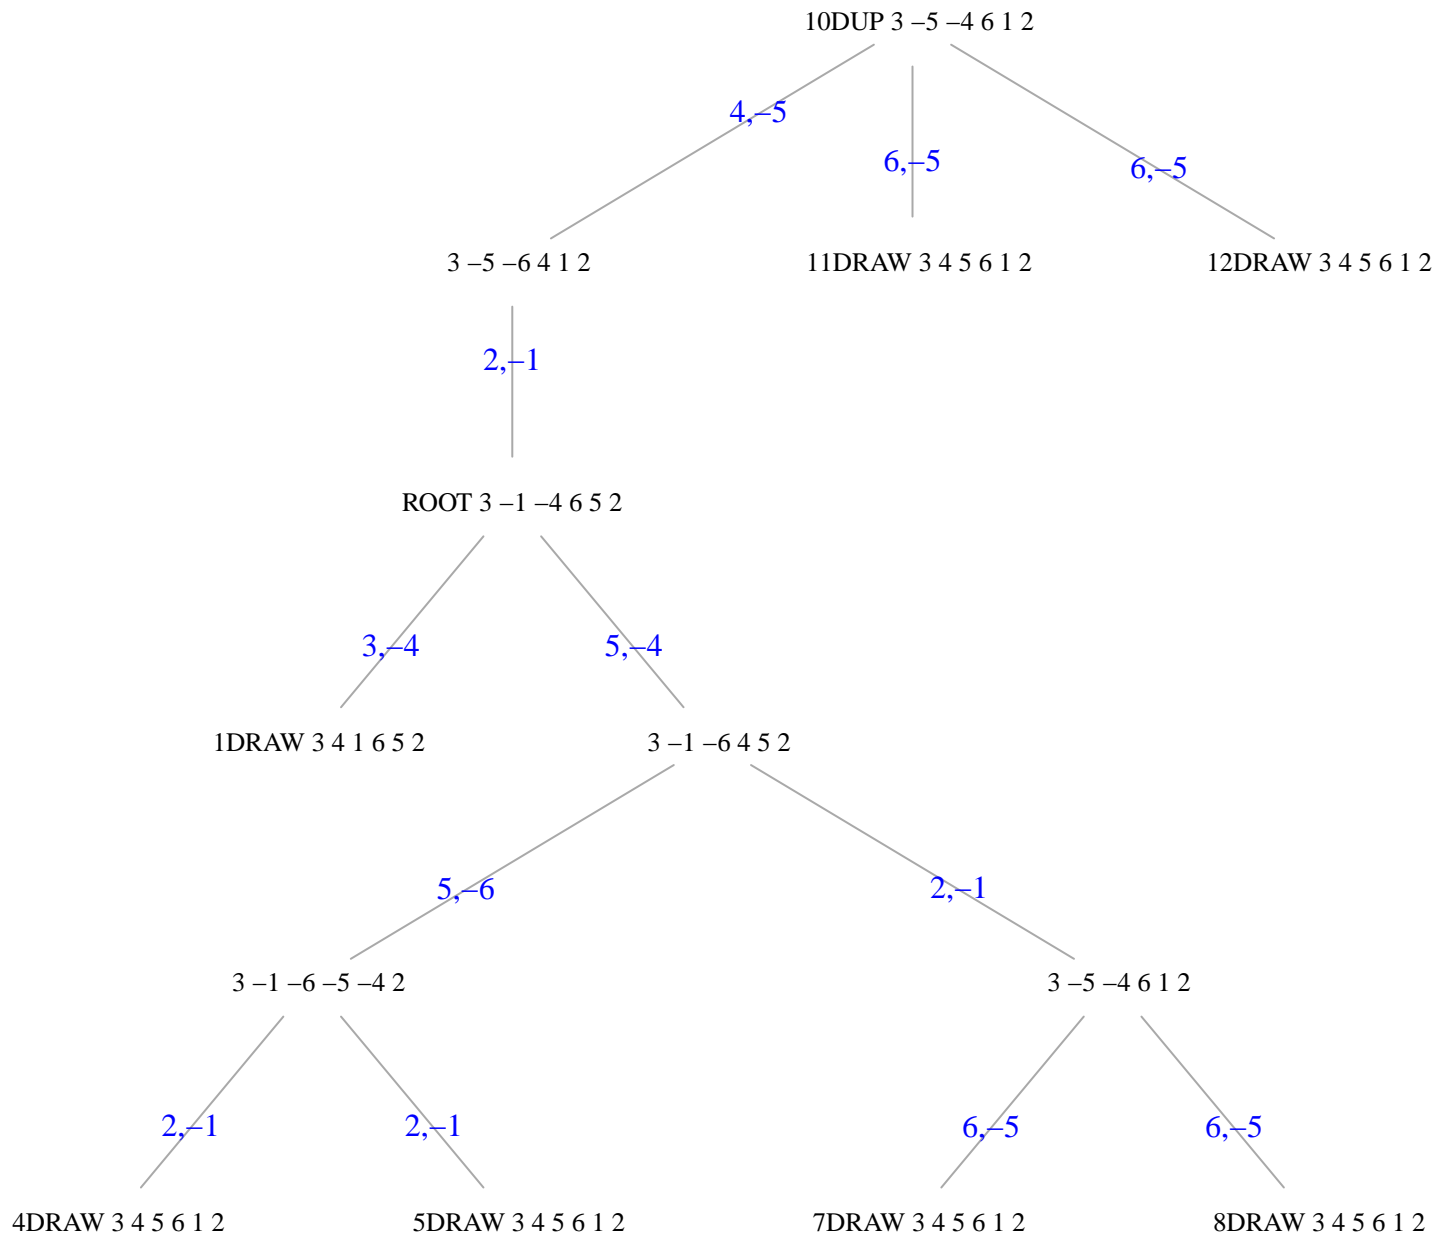 10DUP 3 –5 –4 6 1 2
4,–5
6,–5
6,–5
3 –5 –6 4 1 2
11DRAW 3 4 5 6 1 2
12DRAW 3 4 5 6 1 2
2,–1
ROOT 3 –1 –4 6 5 2
3,–4
5,–4
1DRAW 3 4 1 6 5 2
3 –1 –6 4 5 2
5,–6
2,–1
3 –1 –6 –5 –4 2
3 –5 –4 6 1 2
2,–1
2,–1
6,–5
6,–5
4DRAW 3 4 5 6 1 2
5DRAW 3 4 5 6 1 2
7DRAW 3 4 5 6 1 2
8DRAW 3 4 5 6 1 2